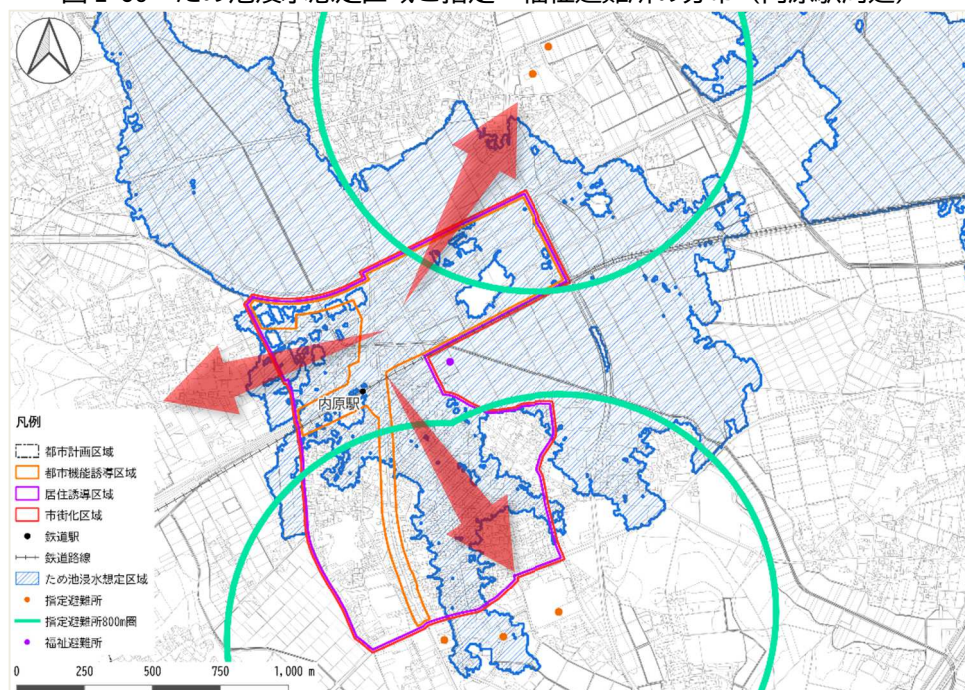 内原駅
凡例
都市計画区域
都市機能誘導区域
居住誘導区域
市街化区域
鉄道駅
鉄道路線
ため池浸水想定区域
指定避難所
指定避難所800m圏
福祉避難所
0 250 500 750 1,000 m